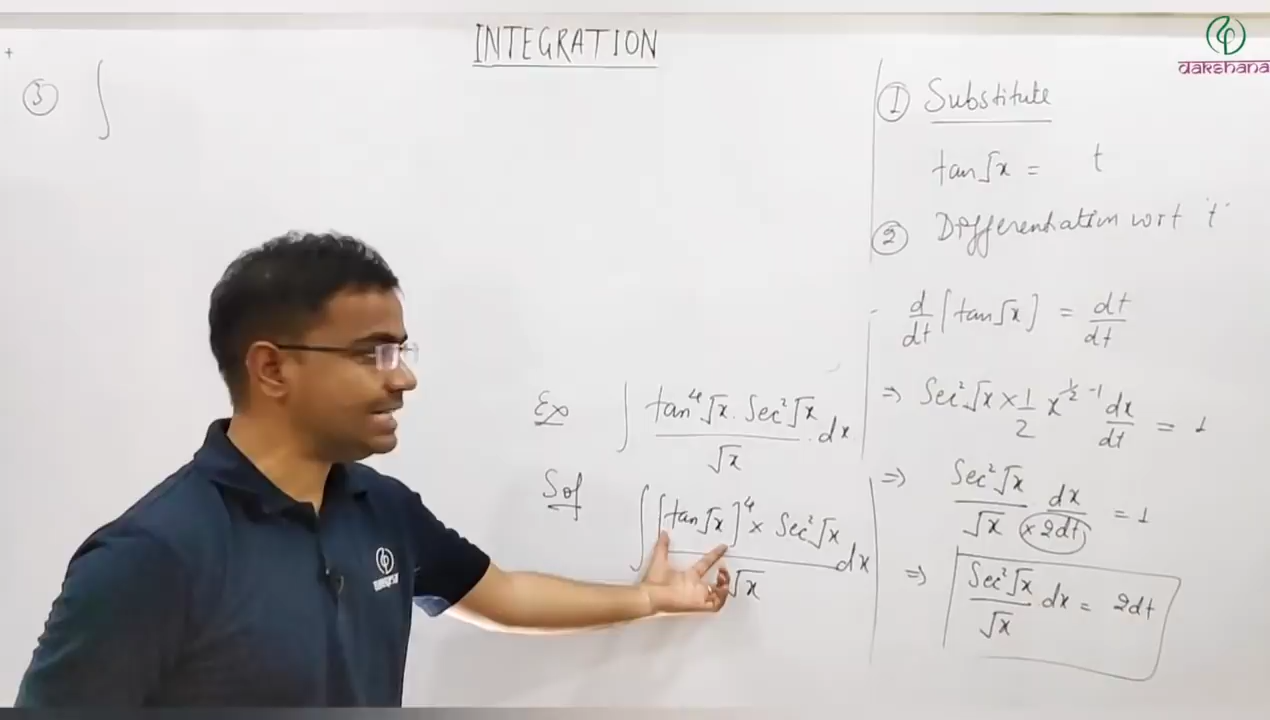 INTEGRATION
dakshana
③ ∫
Ex ∫ tan⁴√x . Sec²√x / √x . dx
Sol ∫ [tan√x]⁴ × Sec²√x / √x dx
① Substitute
tan√x = t
② Differentiation wrt 't'
d/dt [tan√x] = dt/dt
⇒ Sec²√x × 1/2 x^(1/2 -1) dx/dt = 1
⇒ Sec²√x / √x dx / × 2dt = 1
⇒ Sec²√x / √x dx = 2dt